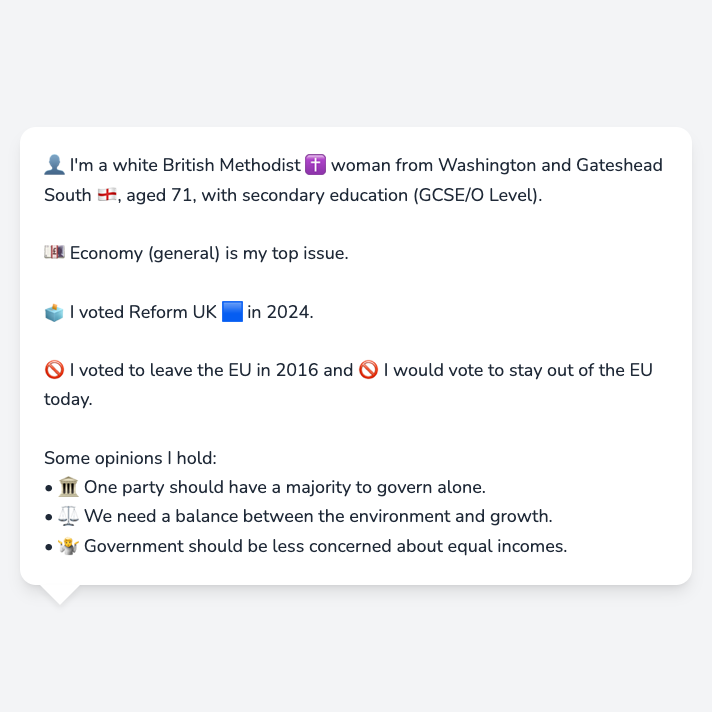 👤 I'm a white British Methodist ✝️ woman from Washington and Gateshead
South 🏴󠁧󠁢󠁥󠁮󠁧󠁿, aged 71, with secondary education (GCSE/O Level).
💷 Economy (general) is my top issue.
🗳️ I voted Reform UK 🟦 in 2024.
🚫 I voted to leave the EU in 2016 and 🚫 I would vote to stay out of the EU
today.
Some opinions I hold:
• 🏛️ One party should have a majority to govern alone.
• ⚖️ We need a balance between the environment and growth.
• 🤷 Government should be less concerned about equal incomes.